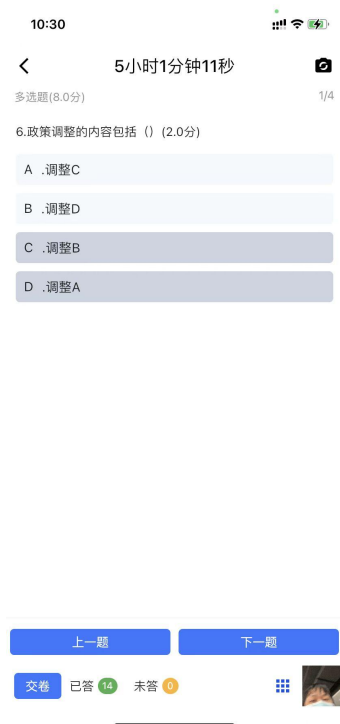 10:30
5小时1分钟11秒
多选题(8.0分)
1/4
6.政策调整的内容包括（）(2.0分)
A .调整C
B .调整D
C .调整B
D .调整A
上一题
下一题
交卷
已答 14
未答 0